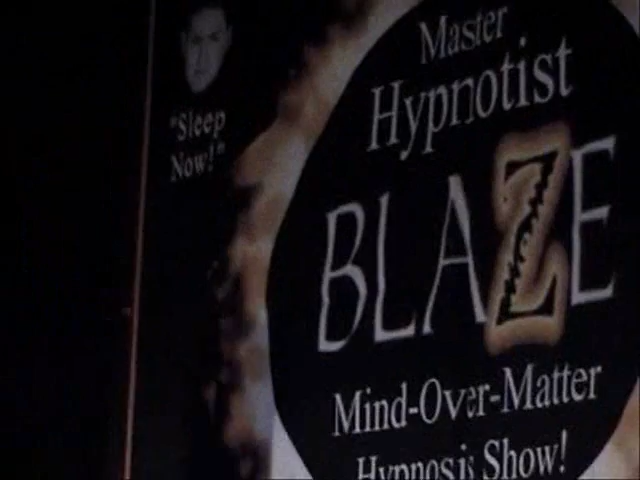 "Sleep
Now!"
Master
Hypnotist
BLAZE
Mind-Over-Matter
Hypnosis Show!